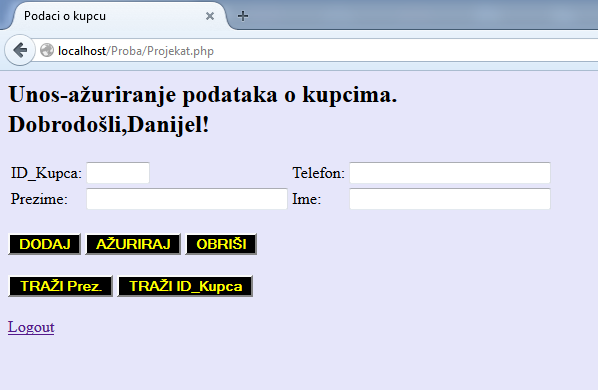 Podaci o kupcu
localhost/Proba/Projekat.php
Unos-ažuriranje podataka o kupcima.
Dobrodošli,Danijel!
ID_Kupca: Telefon:
Prezime: Ime:
DODAJ AŽURIRAJ OBRIŠI
TRAŽI Prez. TRAŽI ID_Kupca
Logout